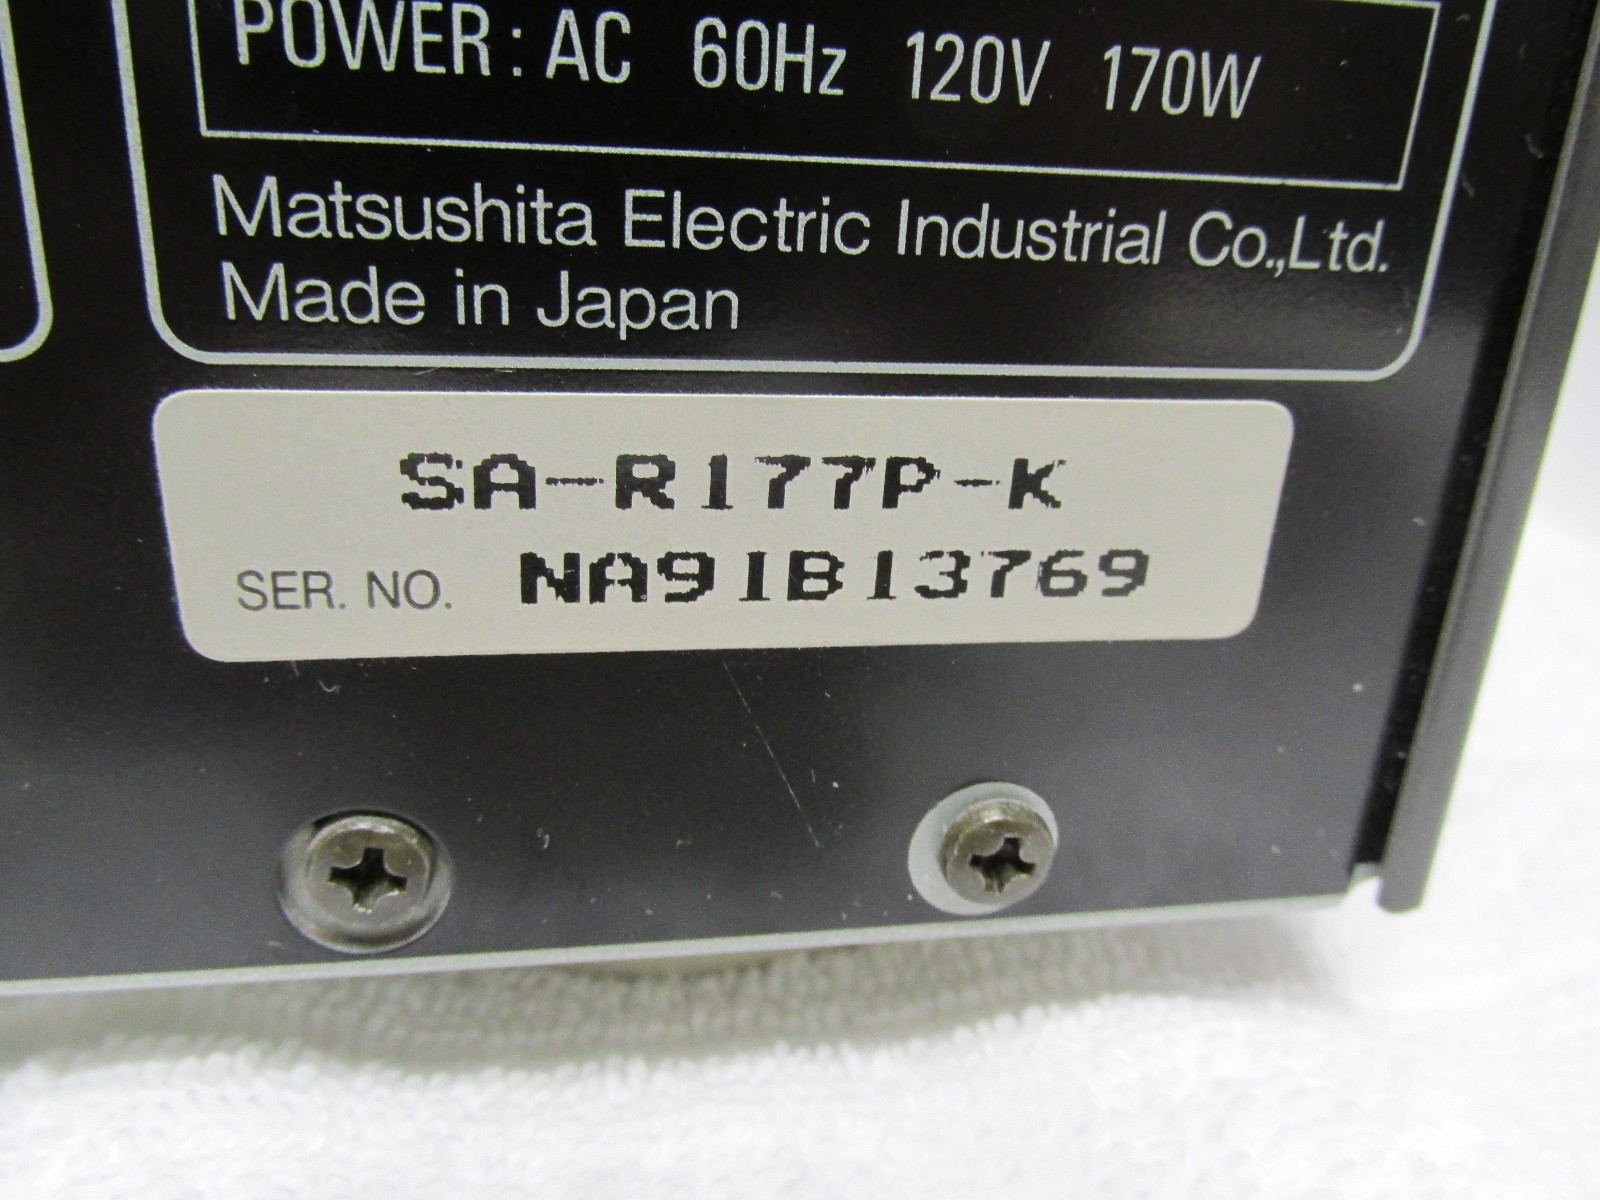 POWER : AC 60Hz 120V 170W
Matsushita Electric Industrial Co.,Ltd.
Made in Japan
SA-R177P-K
SER. NO. NA91B13769